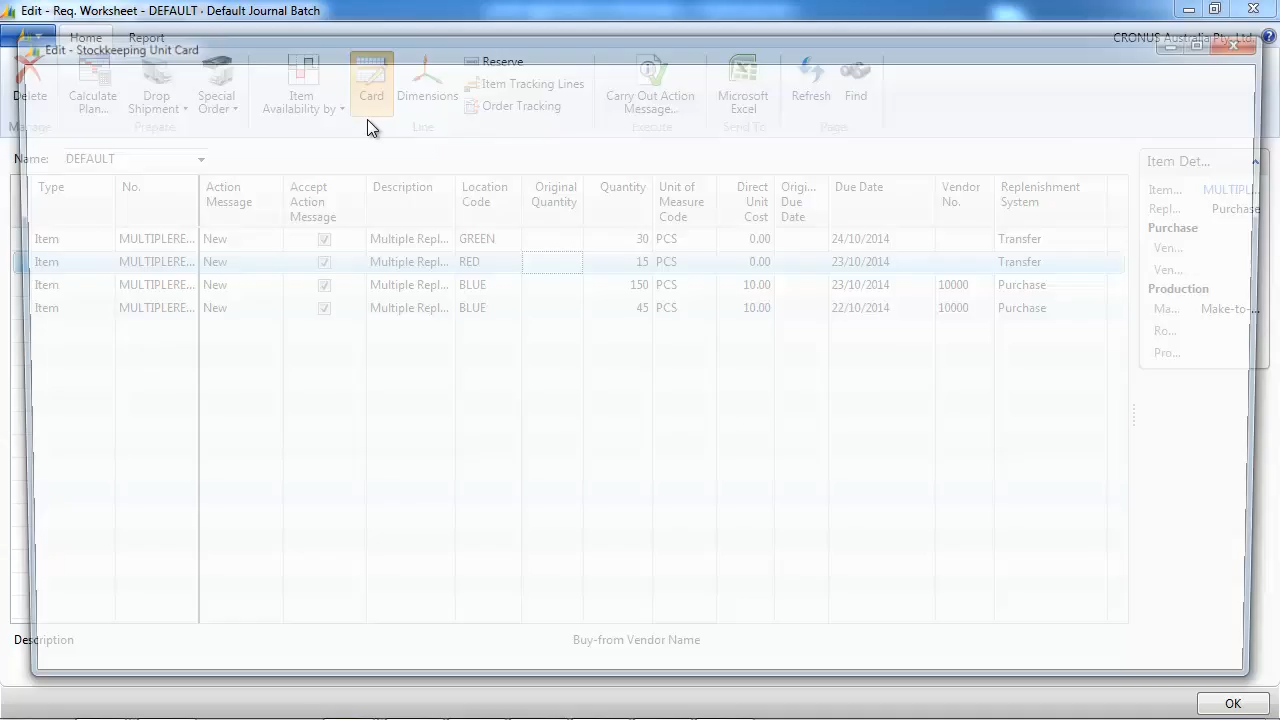 Edit - Req. Worksheet - DEFAULT · Default Journal Batch
Home
Report
CRONUS Australia Pty. Ltd.
Edit - Stockkeeping Unit Card
Delete
Calculate Plan...
Drop Shipment
Special Order
Item Availability by
Card
Dimensions
Reserve
Item Tracking Lines
Order Tracking
Carry Out Action Message...
Microsoft Excel
Refresh
Find
Manage
Prepare
Line
Execute
Send To
Page
Name: DEFAULT
Type No. Action Message Accept Action Message Description Location Code Original Quantity Quantity Unit of Measure Code Direct Unit Cost Origi... Due Date Due Date Vendor No. Replenishment System
Item MULTIPLERE... New Multiple Repl... GREEN 30 PCS 0.00 24/10/2014 Transfer
Item MULTIPLERE... New Multiple Repl... RED 15 PCS 0.00 23/10/2014 Transfer
Item MULTIPLERE... New Multiple Repl... BLUE 150 PCS 10.00 23/10/2014 10000 Purchase
Item MULTIPLERE... New Multiple Repl... BLUE 45 PCS 10.00 22/10/2014 10000 Purchase
Item Det...
Item... MULTIPL...
Repl... Purchase
Purchase
Ven...
Ven...
Production
Ma... Make-to-...
Ro...
Pro...
Description
Buy-from Vendor Name
OK